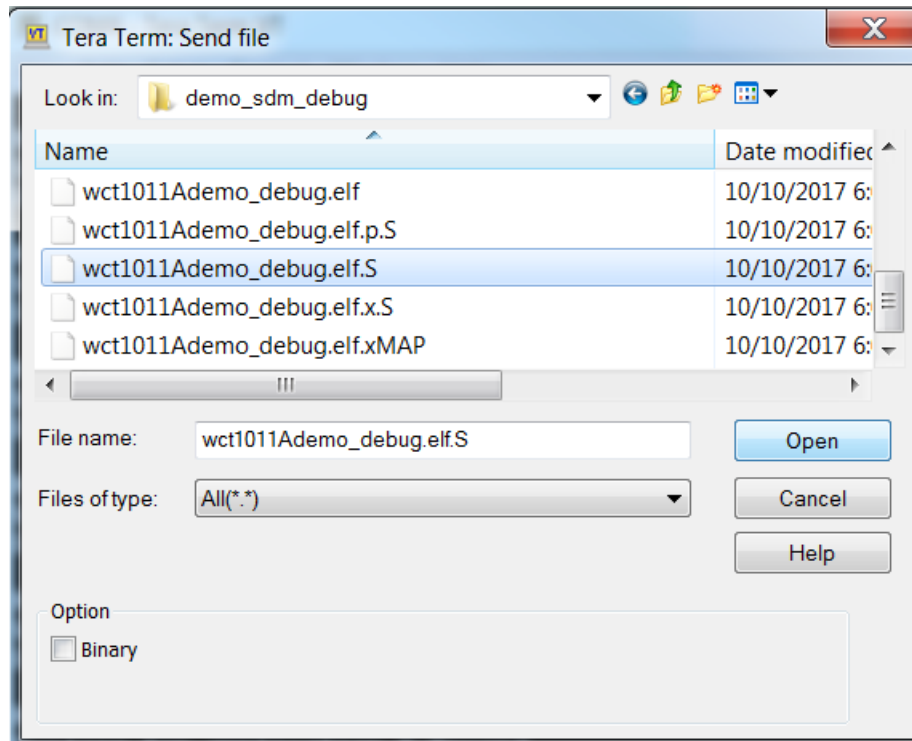 VT Tera Term: Send file
Look in: demo_sdm_debug
Name Date modified
wct1011Ademo_debug.elf 10/10/2017 6:
wct1011Ademo_debug.elf.p.S 10/10/2017 6:
wct1011Ademo_debug.elf.S 10/10/2017 6:
wct1011Ademo_debug.elf.x.S 10/10/2017 6:
wct1011Ademo_debug.elf.xMAP 10/10/2017 6:
File name: wct1011Ademo_debug.elf.S Open
Files of type: All(*.*) Cancel
Help
Option
Binary